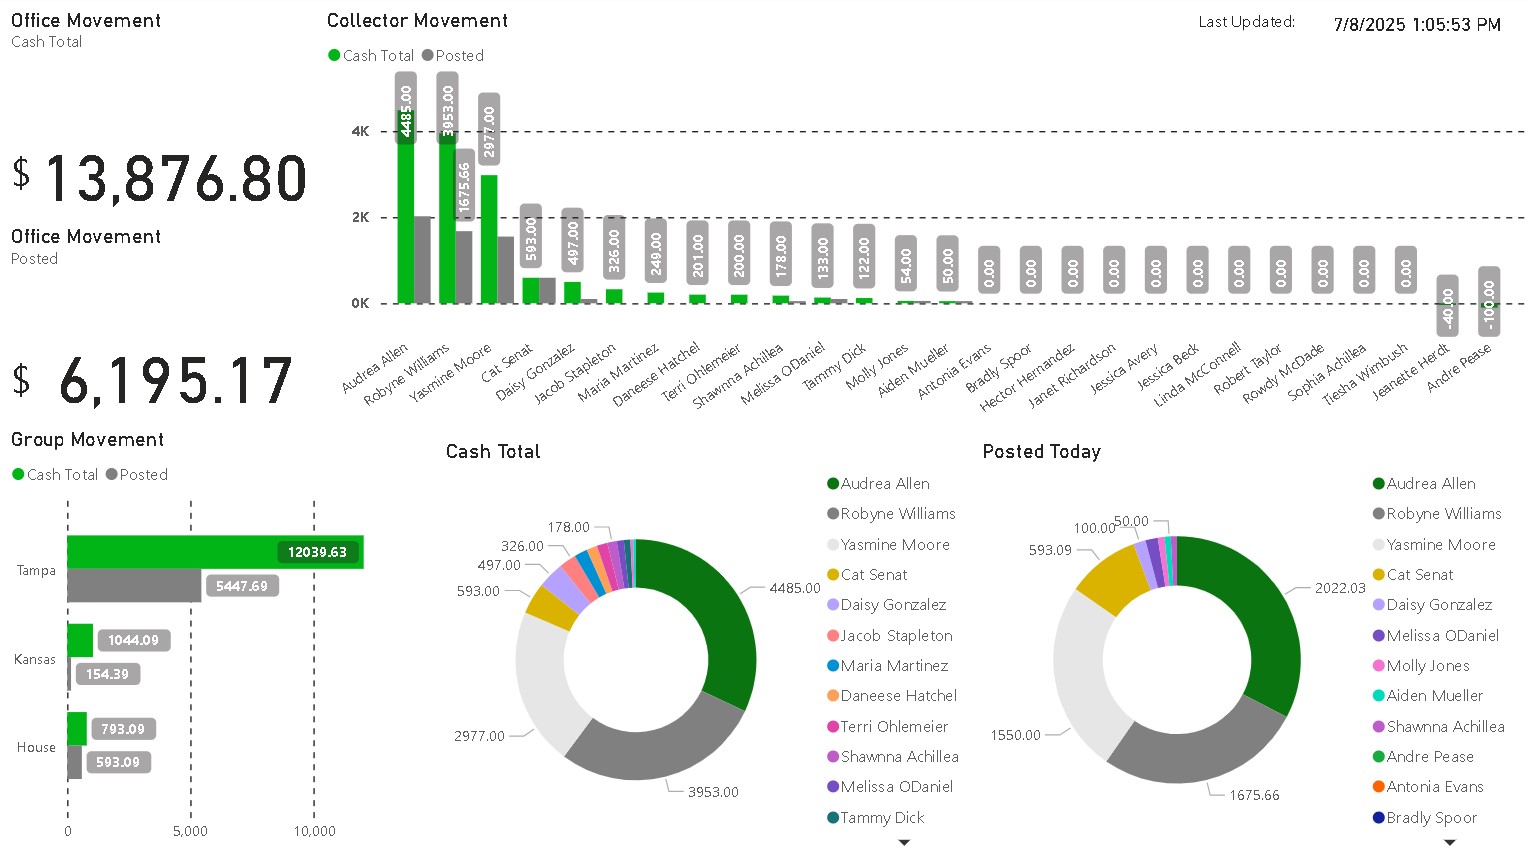 Office Movement
Cash Total
$ 13,876.80
Office Movement
Posted
$ 6,195.17
Collector Movement
Cash Total Posted
Last Updated: 7/8/2025 1:05:53 PM
4K
2K
0K
4485.00
3953.00
1675.66
2977.00
593.00
497.00
326.00
249.00
201.00
200.00
178.00
133.00
122.00
54.00
50.00
0.00
0.00
0.00
0.00
0.00
0.00
0.00
0.00
0.00
0.00
0.00
-40.00
-100.00
Audrea Allen
Robyne Williams
Yasmine Moore
Cat Senat
Daisy Gonzalez
Jacob Stapleton
Maria Martinez
Daneese Hatchel
Terri Ohlemeier
Shawnna Achillea
Melissa ODaniel
Tammy Dick
Molly Jones
Aiden Mueller
Antonia Evans
Bradly Spoor
Hector Hernandez
Janet Richardson
Jessica Avery
Jessica Beck
Linda McConnell
Robert Taylor
Rowdy McDade
Sophia Achillea
Tiesha Wimbush
Jeanette Herdt
Andre Pease
Group Movement
Cash Total Posted
Tampa
12039.63
5447.69
Kansas
1044.09
154.39
House
793.09
593.09
0
5,000
10,000
Cash Total
178.00
326.00
497.00
593.00
4485.00
2977.00
3953.00
Audrea Allen
Robyne Williams
Yasmine Moore
Cat Senat
Daisy Gonzalez
Jacob Stapleton
Maria Martinez
Daneese Hatchel
Terri Ohlemeier
Shawnna Achillea
Melissa ODaniel
Tammy Dick
Posted Today
50.00
100.00
593.09
2022.03
1550.00
1675.66
Audrea Allen
Robyne Williams
Yasmine Moore
Cat Senat
Daisy Gonzalez
Melissa ODaniel
Molly Jones
Aiden Mueller
Shawnna Achillea
Andre Pease
Antonia Evans
Bradly Spoor